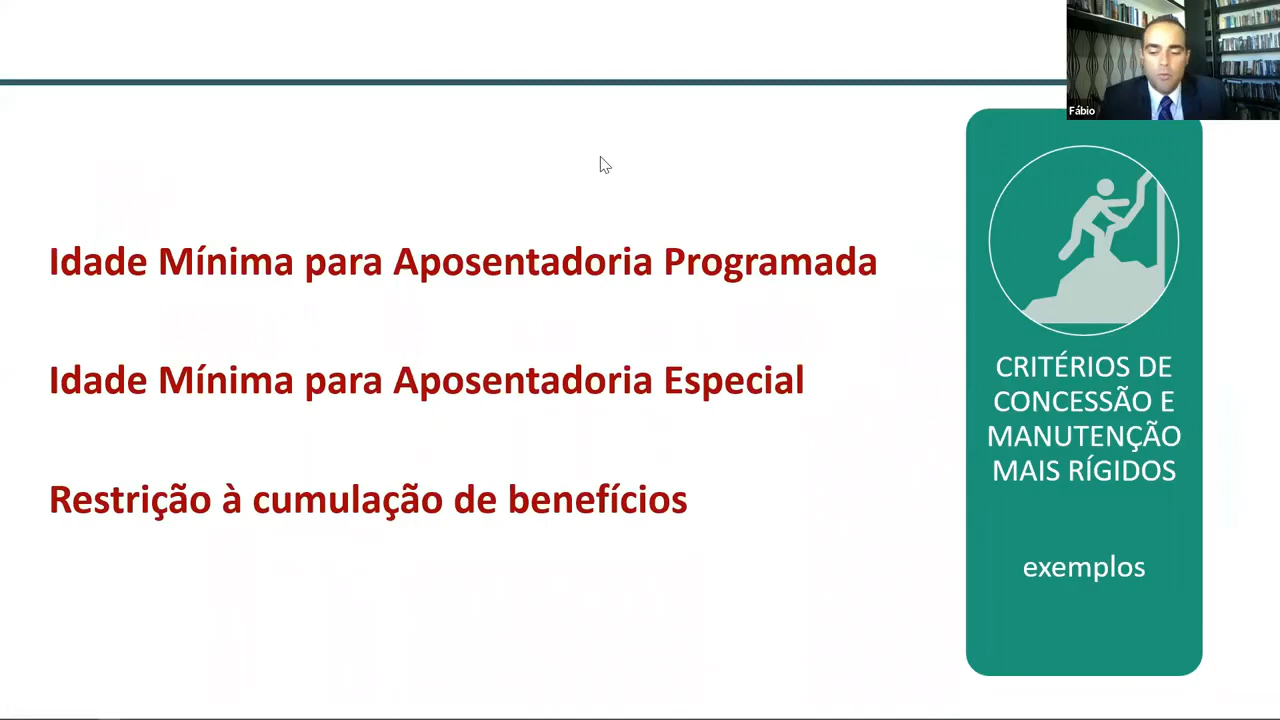 Fábio
Idade Mínima para Aposentadoria Programada
Idade Mínima para Aposentadoria Especial
Restrição à cumulação de benefícios
CRITÉRIOS DE
CONCESSÃO E
MANUTENÇÃO
MAIS RÍGIDOS
exemplos